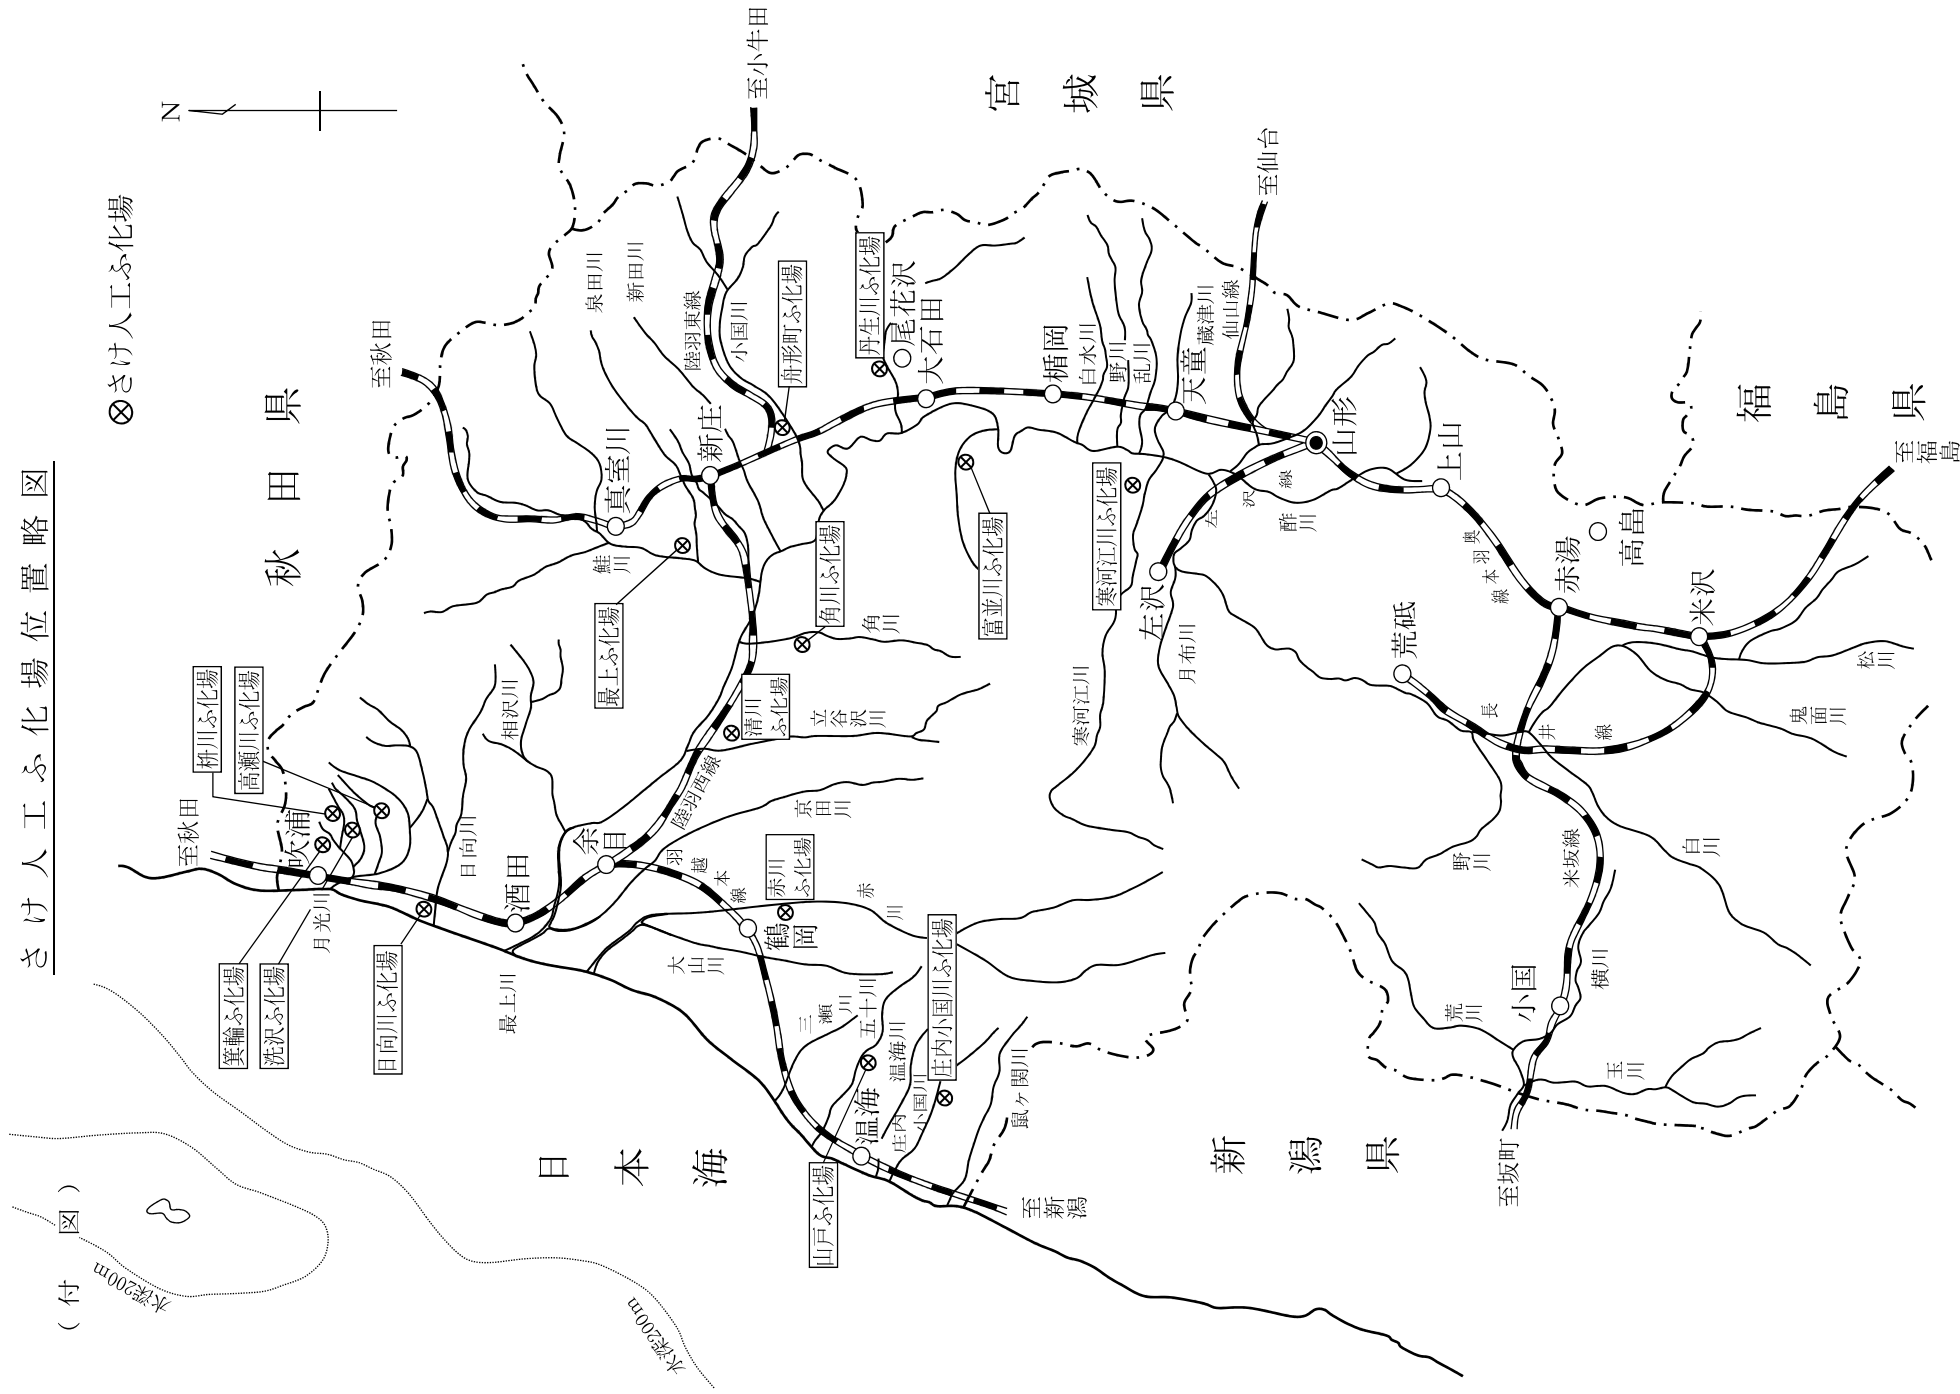 さけ人工ふ化場位置略図
（付図）
⊗さけ人工ふ化場
N
秋田県
宮城県
福島県
新潟県
日本海
水深200m
水深200m
至秋田
至秋田
至小牛田
至仙台
至福島
至坂町
至新潟
枡川ふ化場
高瀬川ふ化場
箕輪ふ化場
洗沢ふ化場
日向川ふ化場
最上ふ化場
舟形町ふ化場
丹生川ふ化場
角川ふ化場
清川ふ化場
富並川ふ化場
寒河江川ふ化場
赤川ふ化場
庄内小国川ふ化場
山戸ふ化場
吹浦
酒田
余目
鶴岡
温海
真室川
新庄
尾花沢
大石田
楯岡
天童
山形
上山
左沢
荒砥
高畠
赤湯
米沢
小国
月光川
日向川
相沢川
最上川
鮭川
泉田川
新田川
小国川
角川
立谷沢川
京田川
赤川
大山川
三瀬川
五十川
温海川
庄内小国川
鼠ヶ関川
白水川
野川
乱川
蔵津川
寒河江川
月布川
酢川
野川
白川
松川
鬼面川
横川
荒川
玉川
陸羽東線
陸羽西線
羽越本線
仙山線
左沢線
奥羽本線
長井線
米坂線